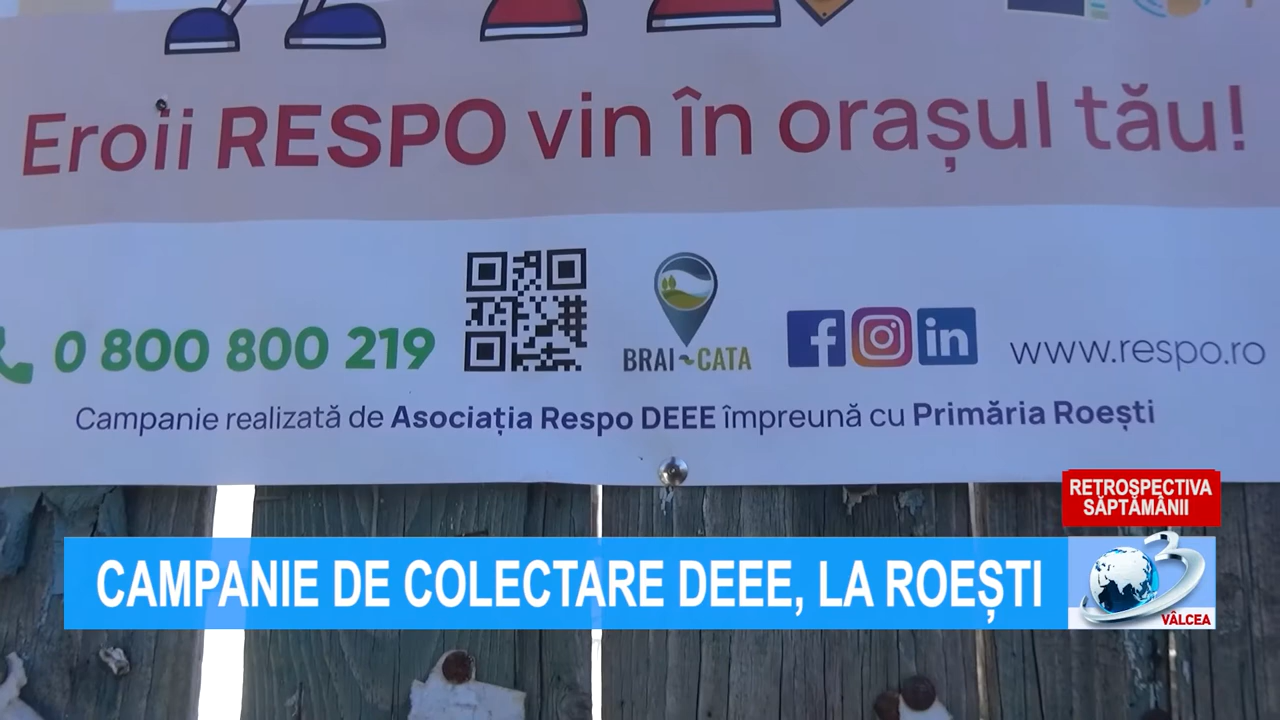 Eroii RESPO vin în orașul tău!
0 800 800 219
BRAI~CATA
www.respo.ro
Campanie realizată de Asociația Respo DEEE împreună cu Primăria Roești
RETROSPECTIVA
SĂPTĂMÂNII
CAMPANIE DE COLECTARE DEEE, LA ROEȘTI
3
VÂLCEA